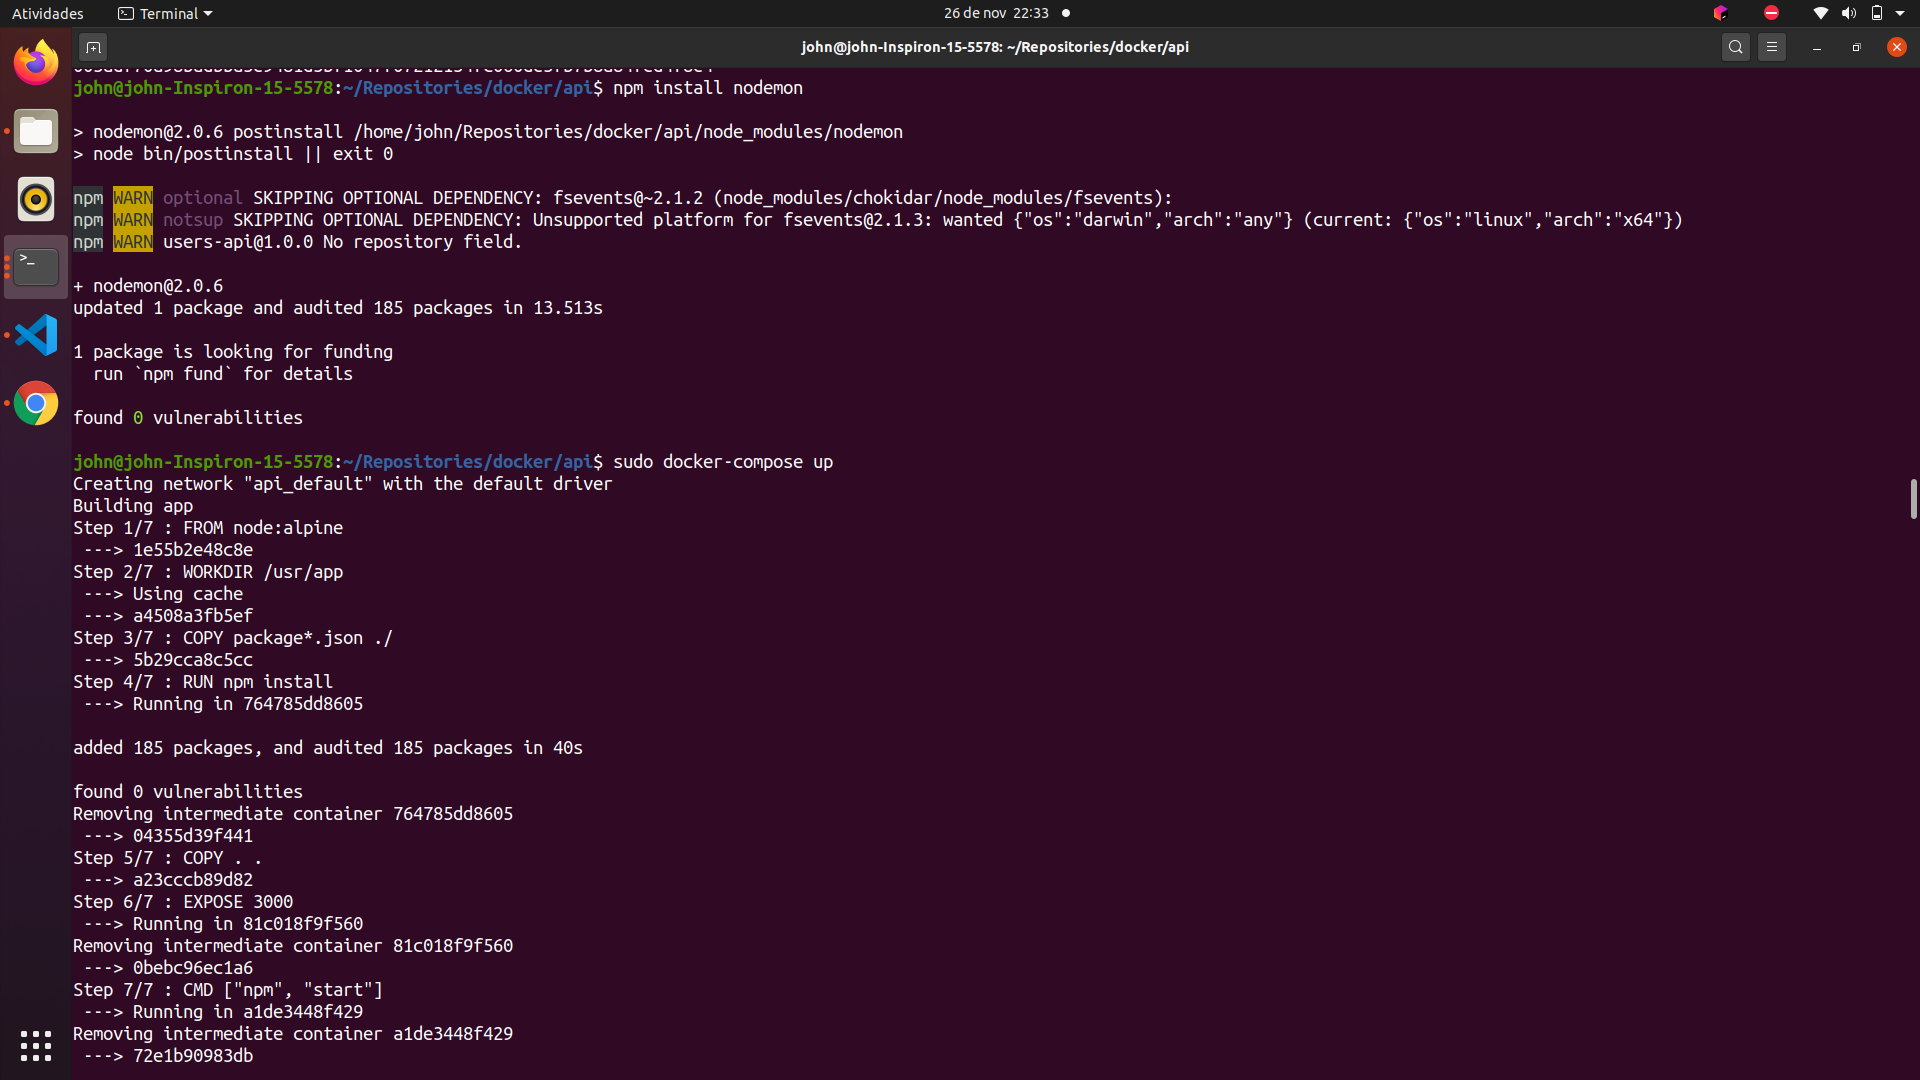 Atividades
Terminal
26 de nov 22:33
john@john-Inspiron-15-5578: ~/Repositories/docker/api
john@john-Inspiron-15-5578:~/Repositories/docker/api$ npm install nodemon
> nodemon@2.0.6 postinstall /home/john/Repositories/docker/api/node_modules/nodemon
> node bin/postinstall || exit 0
npm WARN optional SKIPPING OPTIONAL DEPENDENCY: fsevents@~2.1.2 (node_modules/chokidar/node_modules/fsevents):
npm WARN notsup SKIPPING OPTIONAL DEPENDENCY: Unsupported platform for fsevents@2.1.3: wanted {"os":"darwin","arch":"any"} (current: {"os":"linux","arch":"x64"})
npm WARN users-api@1.0.0 No repository field.
+ nodemon@2.0.6
updated 1 package and audited 185 packages in 13.513s
1 package is looking for funding
  run `npm fund` for details
found 0 vulnerabilities
john@john-Inspiron-15-5578:~/Repositories/docker/api$ sudo docker-compose up
Creating network "api_default" with the default driver
Building app
Step 1/7 : FROM node:alpine
 ---> 1e55b2e48c8e
Step 2/7 : WORKDIR /usr/app
 ---> Using cache
 ---> a4508a3fb5ef
Step 3/7 : COPY package*.json ./
 ---> 5b29cca8c5cc
Step 4/7 : RUN npm install
 ---> Running in 764785dd8605
added 185 packages, and audited 185 packages in 40s
found 0 vulnerabilities
Removing intermediate container 764785dd8605
 ---> 04355d39f441
Step 5/7 : COPY . .
 ---> a23cccb89d82
Step 6/7 : EXPOSE 3000
 ---> Running in 81c018f9f560
Removing intermediate container 81c018f9f560
 ---> 0bebc96ec1a6
Step 7/7 : CMD ["npm", "start"]
 ---> Running in a1de3448f429
Removing intermediate container a1de3448f429
 ---> 72e1b90983db